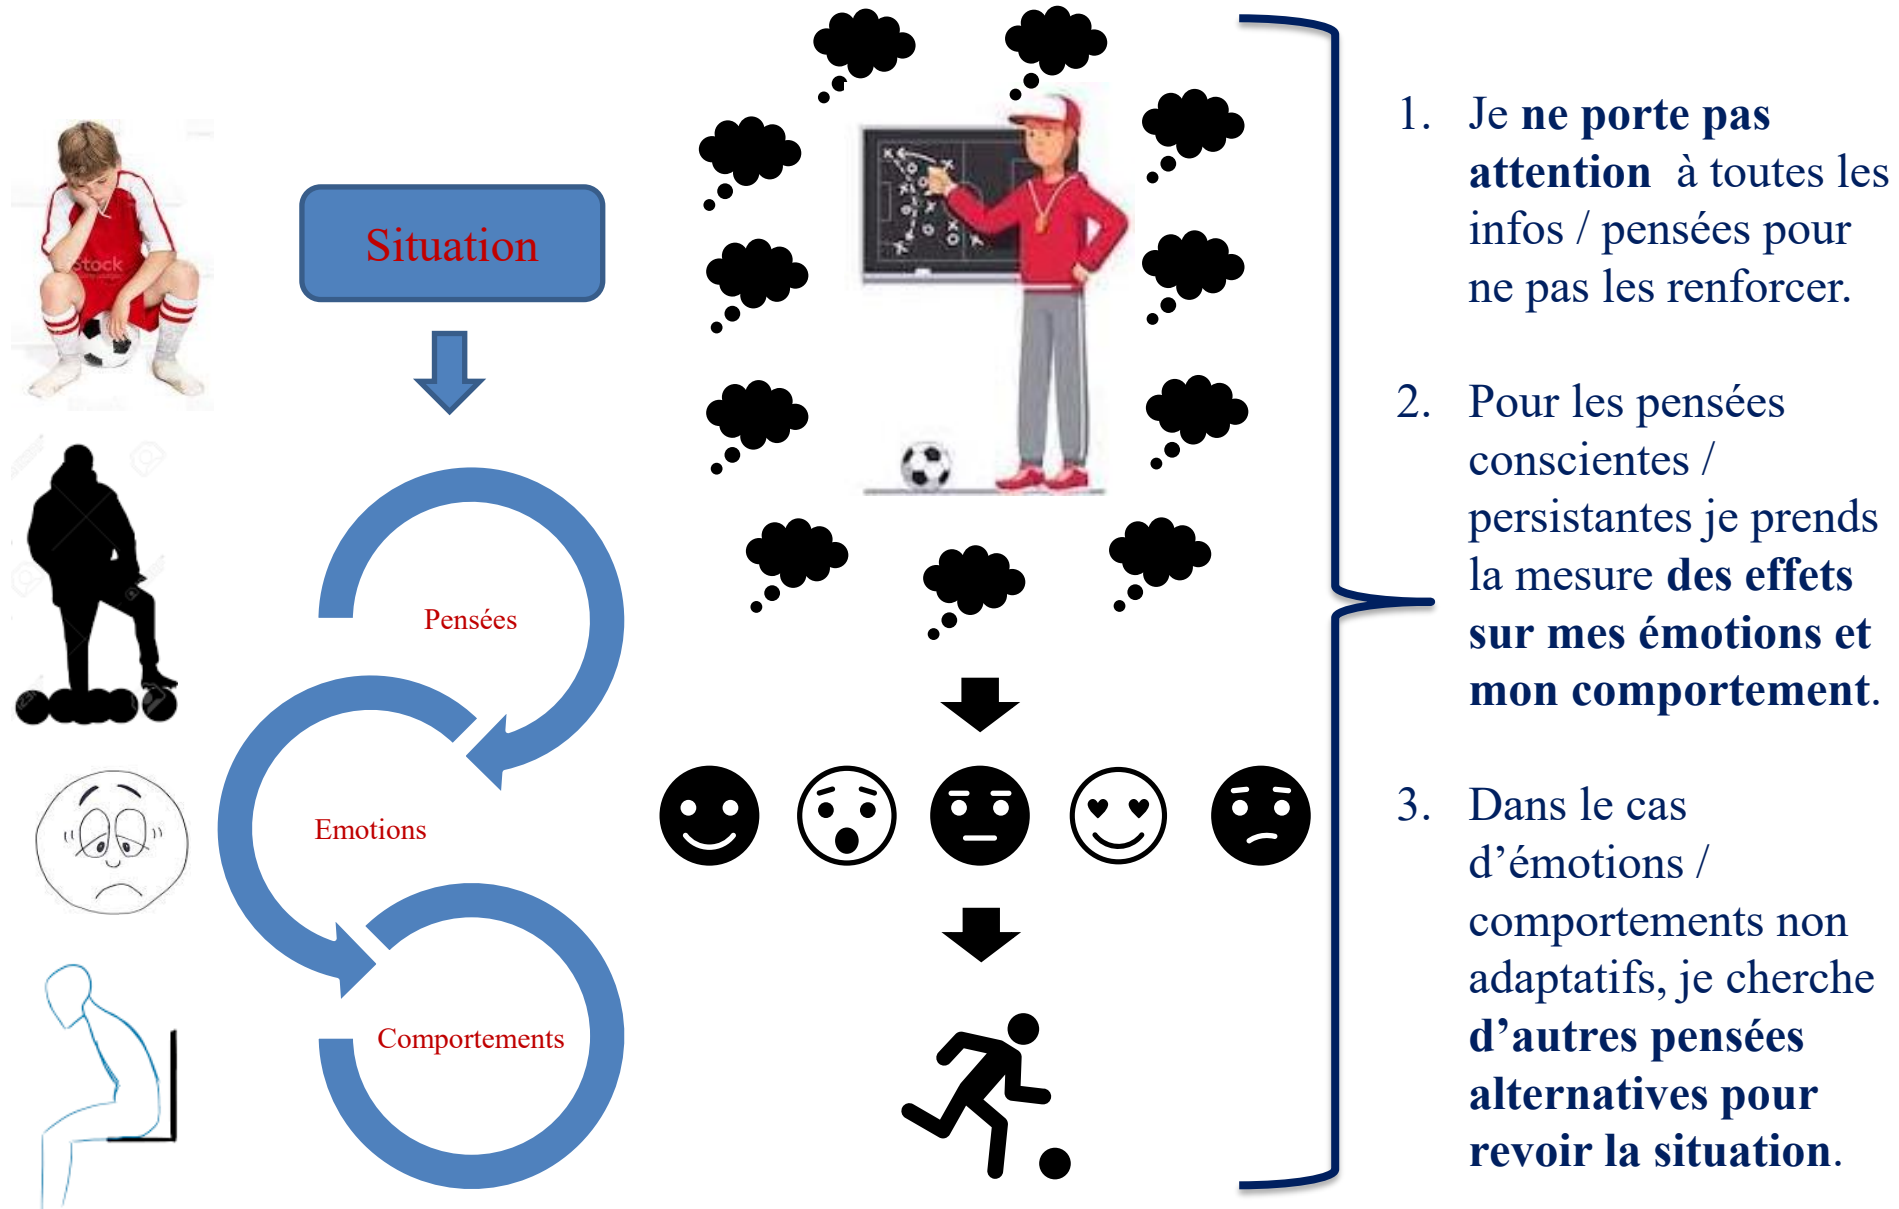 Situation
Pensées
Emotions
Comportements
1. Je ne porte pas
attention à toutes les
infos / pensées pour
ne pas les renforcer.
2. Pour les pensées
conscientes /
persistantes je prends
la mesure des effets
sur mes émotions et
mon comportement.
3. Dans le cas
d’émotions /
comportements non
adaptatifs, je cherche
d’autres pensées
alternatives pour
revoir la situation.